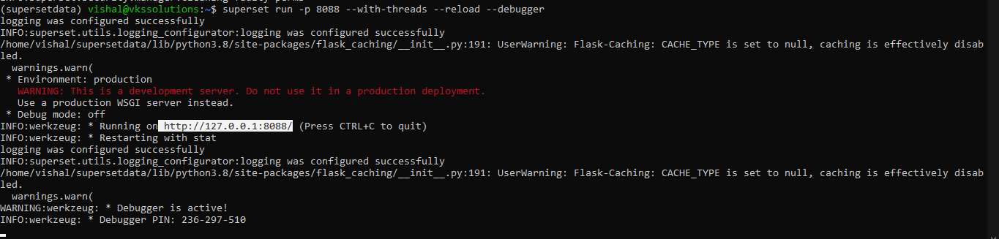 (supersetdata) vishal@vkssolutions:~$ superset run -p 8088 --with-threads --reload --debugger
logging was configured successfully
INFO:superset.utils.logging_configurator:logging was configured successfully
/home/vishal/supersetdata/lib/python3.8/site-packages/flask_caching/__init__.py:191: UserWarning: Flask-Caching: CACHE_TYPE is set to null, caching is effectively disab
led.
  warnings.warn(
 * Environment: production
   WARNING: This is a development server. Do not use it in a production deployment.
   Use a production WSGI server instead.
 * Debug mode: off
INFO:werkzeug: * Running on http://127.0.0.1:8088/ (Press CTRL+C to quit)
INFO:werkzeug: * Restarting with stat
logging was configured successfully
INFO:superset.utils.logging_configurator:logging was configured successfully
/home/vishal/supersetdata/lib/python3.8/site-packages/flask_caching/__init__.py:191: UserWarning: Flask-Caching: CACHE_TYPE is set to null, caching is effectively disab
led.
  warnings.warn(
WARNING:werkzeug: * Debugger is active!
INFO:werkzeug: * Debugger PIN: 236-297-510